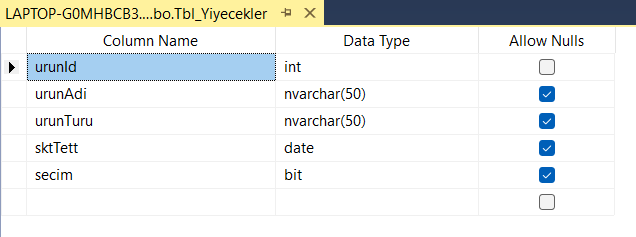 LAPTOP-G0MHBCB3....bo.Tbl_Yiyecekler
Column Name Data Type Allow Nulls
urunId int
urunAdi nvarchar(50)
urunTuru nvarchar(50)
sktTett date
secim bit